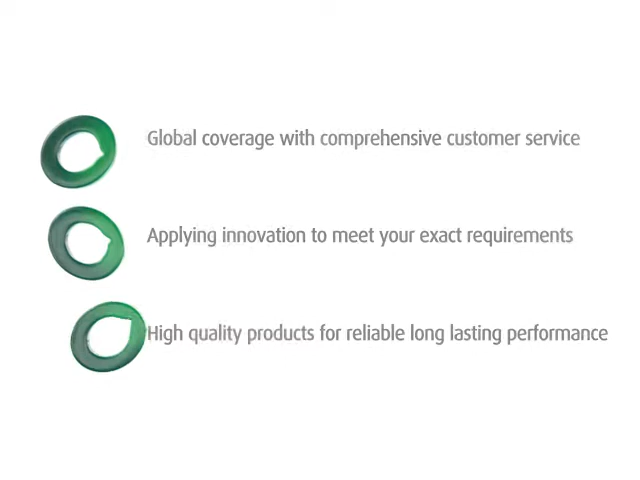 Global coverage with comprehensive customer service
Applying innovation to meet your exact requirements
High quality products for reliable long lasting performance